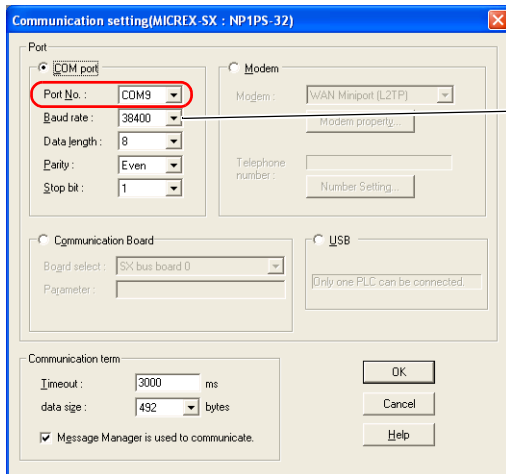 Communication setting(MICREX-SX : NP1PS-32)
Port
COM port
Port No. : COM9
Baud rate : 38400
Data length : 8
Parity : Even
Stop bit : 1
Modem
Modem : WAN Miniport (L2TP)
Modem property...
Telephone
number :
Number Setting...
Communication Board
Board select : SX bus board 0
Parameter :
USB
Only one PLC can be connected.
Communication term
Timeout : 3000 ms
data size : 492 bytes
Message Manager is used to communicate.
OK
Cancel
Help